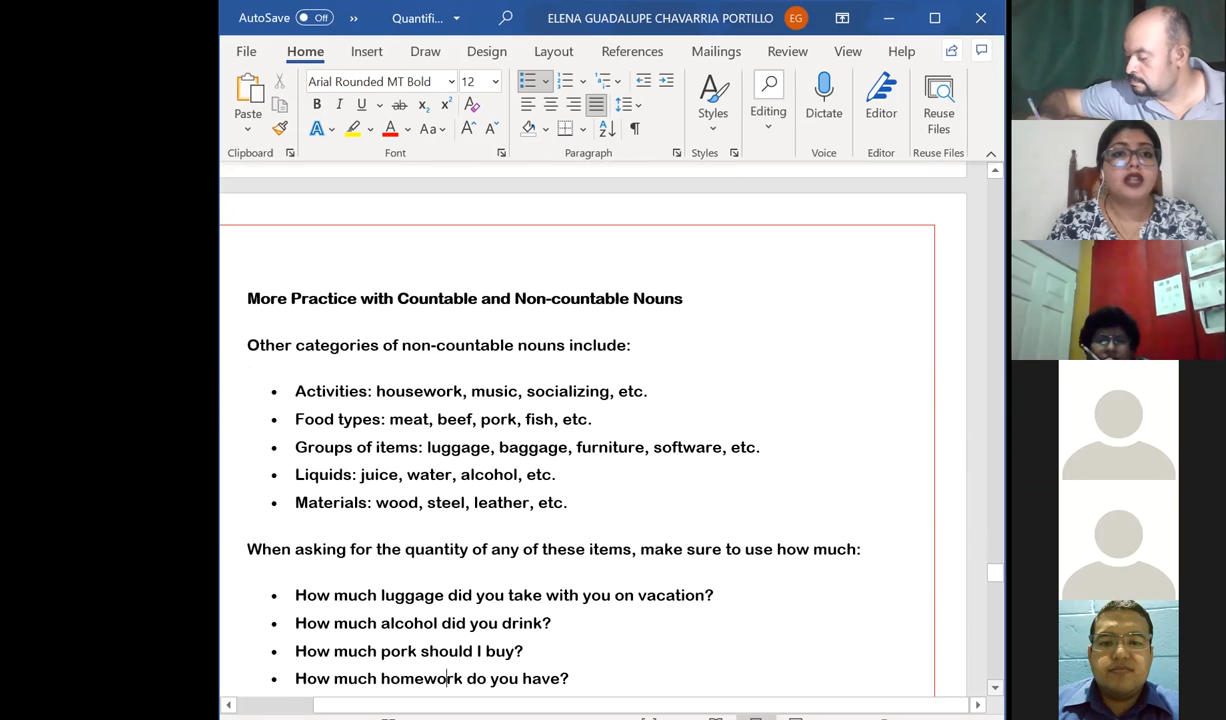 AutoSave Off Quantifi... ELENA GUADALUPE CHAVARRIA PORTILLO EG
File Home Insert Draw Design Layout References Mailings Review View Help
Arial Rounded MT Bold 12
Paste Styles Editing Dictate Editor Reuse Files
B I U ab x₂ x² A
A A Aa A A A Z ¶
Clipboard Font Paragraph Styles Voice Editor Reuse Files
More Practice with Countable and Non-countable Nouns
Other categories of non-countable nouns include:
• Activities: housework, music, socializing, etc.
• Food types: meat, beef, pork, fish, etc.
• Groups of items: luggage, baggage, furniture, software, etc.
• Liquids: juice, water, alcohol, etc.
• Materials: wood, steel, leather, etc.
When asking for the quantity of any of these items, make sure to use how much:
• How much luggage did you take with you on vacation?
• How much alcohol did you drink?
• How much pork should I buy?
• How much homework do you have?